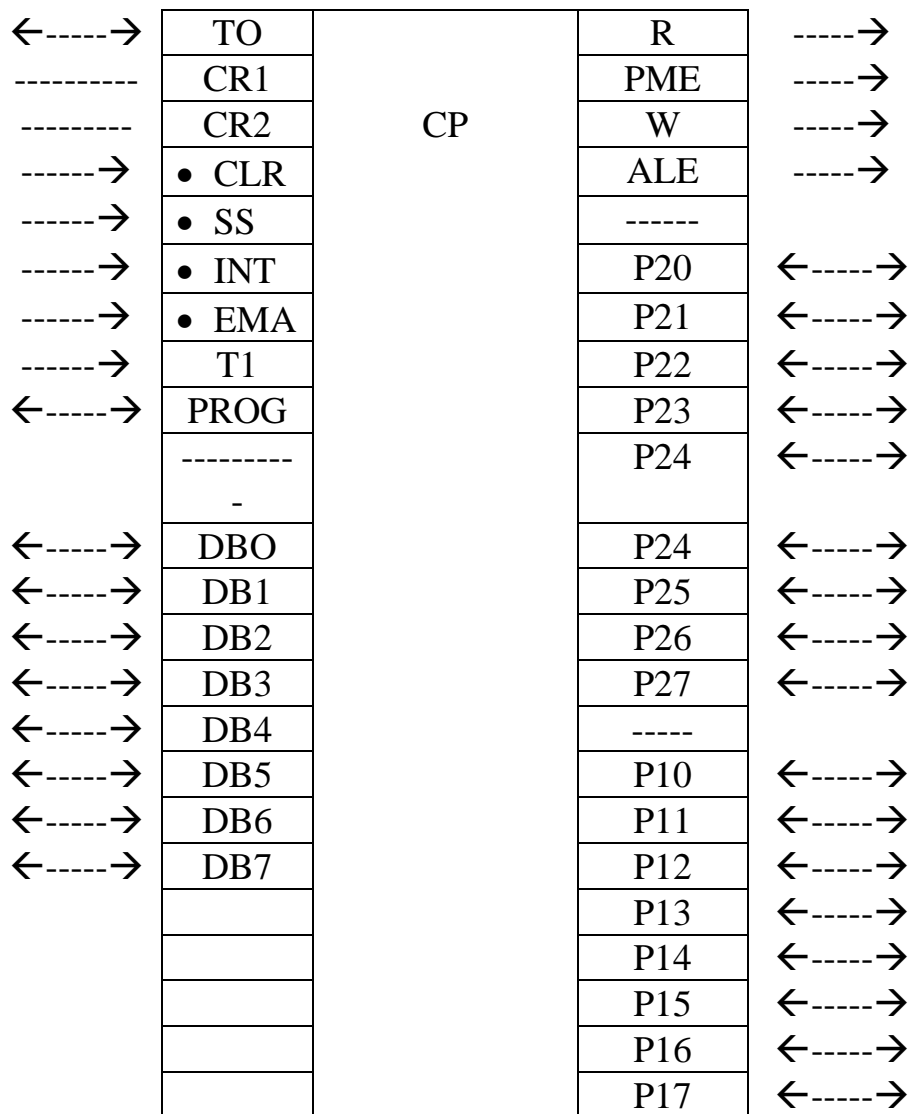 ←-----→ TO R -----→
---------- CR1 PME -----→
--------- CR2 CP W -----→
------→ • CLR ALE -----→
------→ • SS ------
------→ • INT P20 ←-----→
------→ • EMA P21 ←-----→
------→ T1 P22 ←-----→
←-----→ PROG P23 ←-----→
--------- P24 ←-----→
-
←-----→ DBO P24 ←-----→
←-----→ DB1 P25 ←-----→
←-----→ DB2 P26 ←-----→
←-----→ DB3 P27 ←-----→
←-----→ DB4 -----
←-----→ DB5 P10 ←-----→
←-----→ DB6 P11 ←-----→
←-----→ DB7 P12 ←-----→
P13 ←-----→
P14 ←-----→
P15 ←-----→
P16 ←-----→
P17 ←-----→